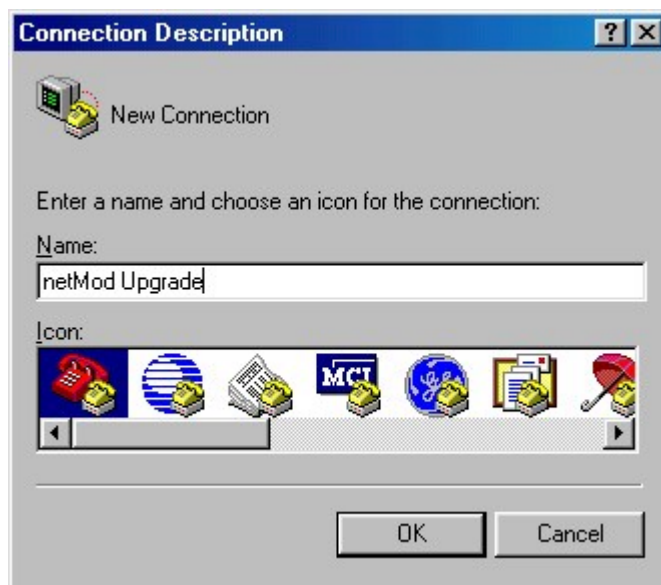 Connection Description
New Connection
Enter a name and choose an icon for the connection:
Name:
netMod Upgrade
Icon:
MCI
OK
Cancel